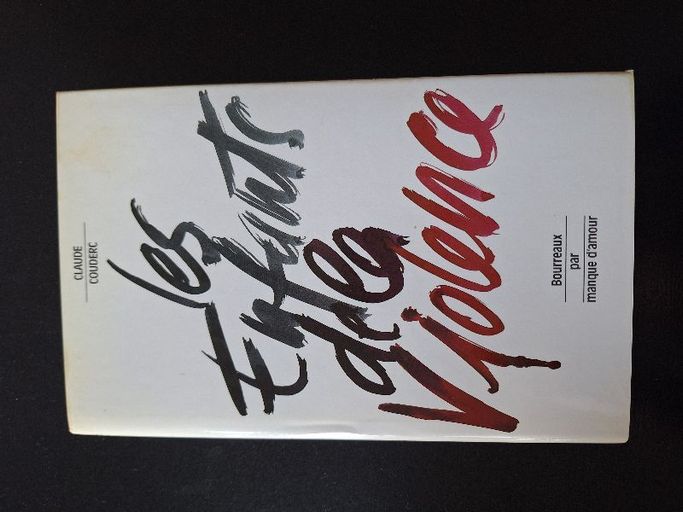 CLAUDE
COUDERC
Les
Enfants
de la
Violence
Bourreaux
par
manque d'amour